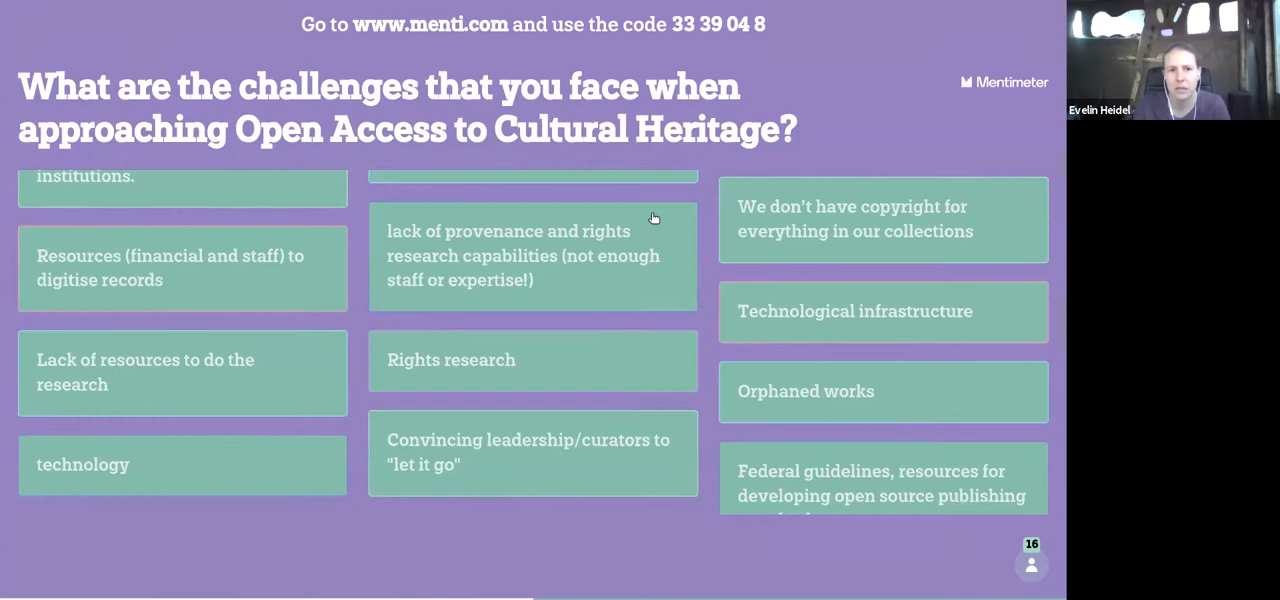 Go to www.menti.com and use the code 33 39 04 8
What are the challenges that you face when
approaching Open Access to Cultural Heritage?
Mentimeter
Evelin Heidel
institutions.
Resources (financial and staff) to
digitise records
Lack of resources to do the
research
technology
lack of provenance and rights
research capabilities (not enough
staff or expertise!)
Rights research
Convincing leadership/curators to
"let it go"
We don’t have copyright for
everything in our collections
Technological infrastructure
Orphaned works
Federal guidelines, resources for
developing open source publishing
16